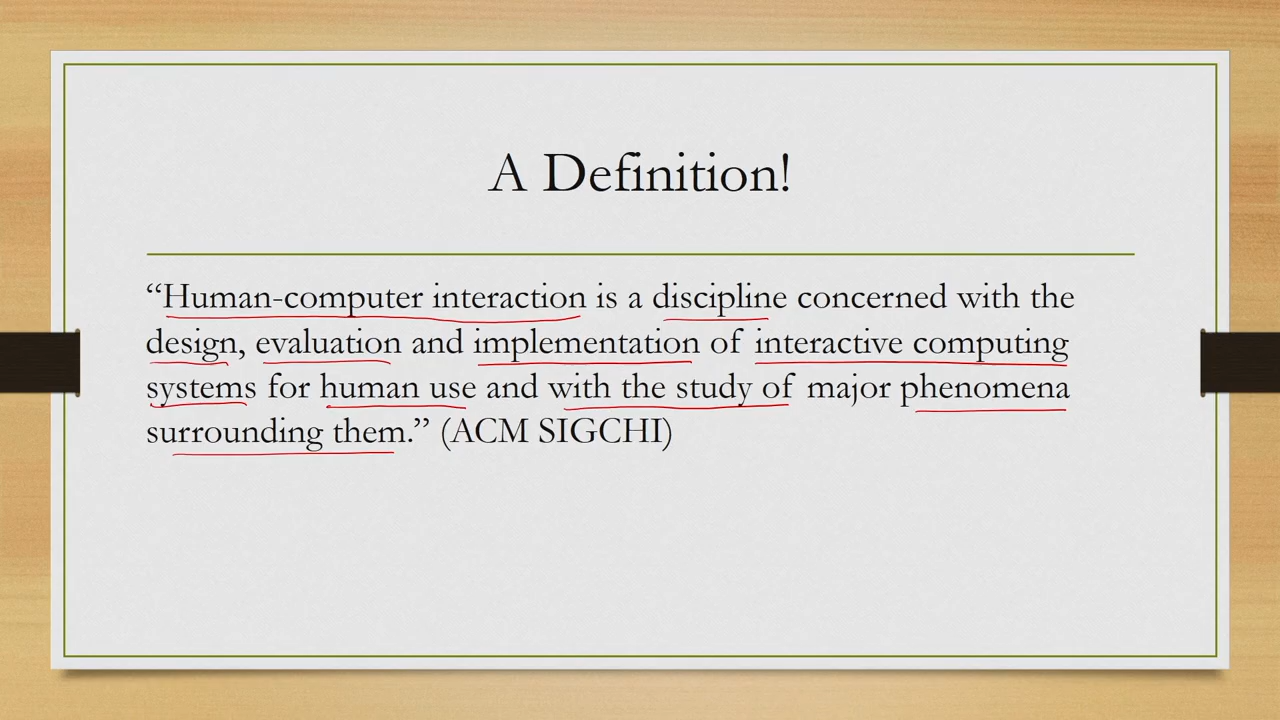 A Definition!
“Human-computer interaction is a discipline concerned with the
design, evaluation and implementation of interactive computing
systems for human use and with the study of major phenomena
surrounding them.” (ACM SIGCHI)